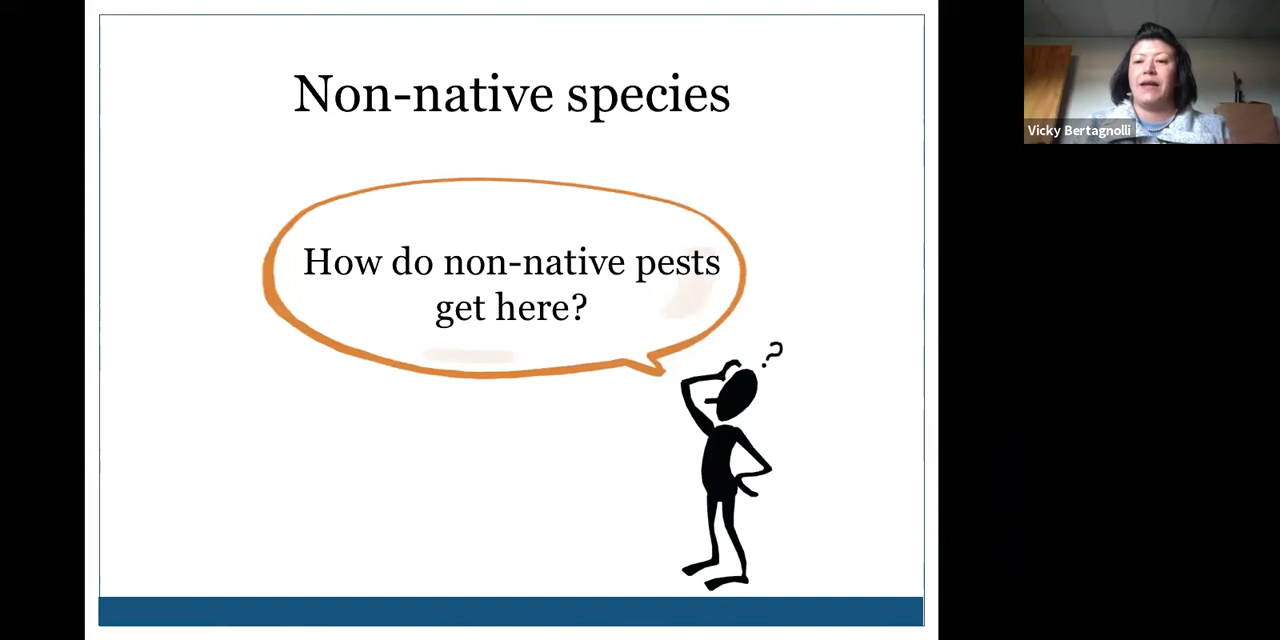 Non-native species
How do non-native pests
get here?
?
Vicky Bertagnolli